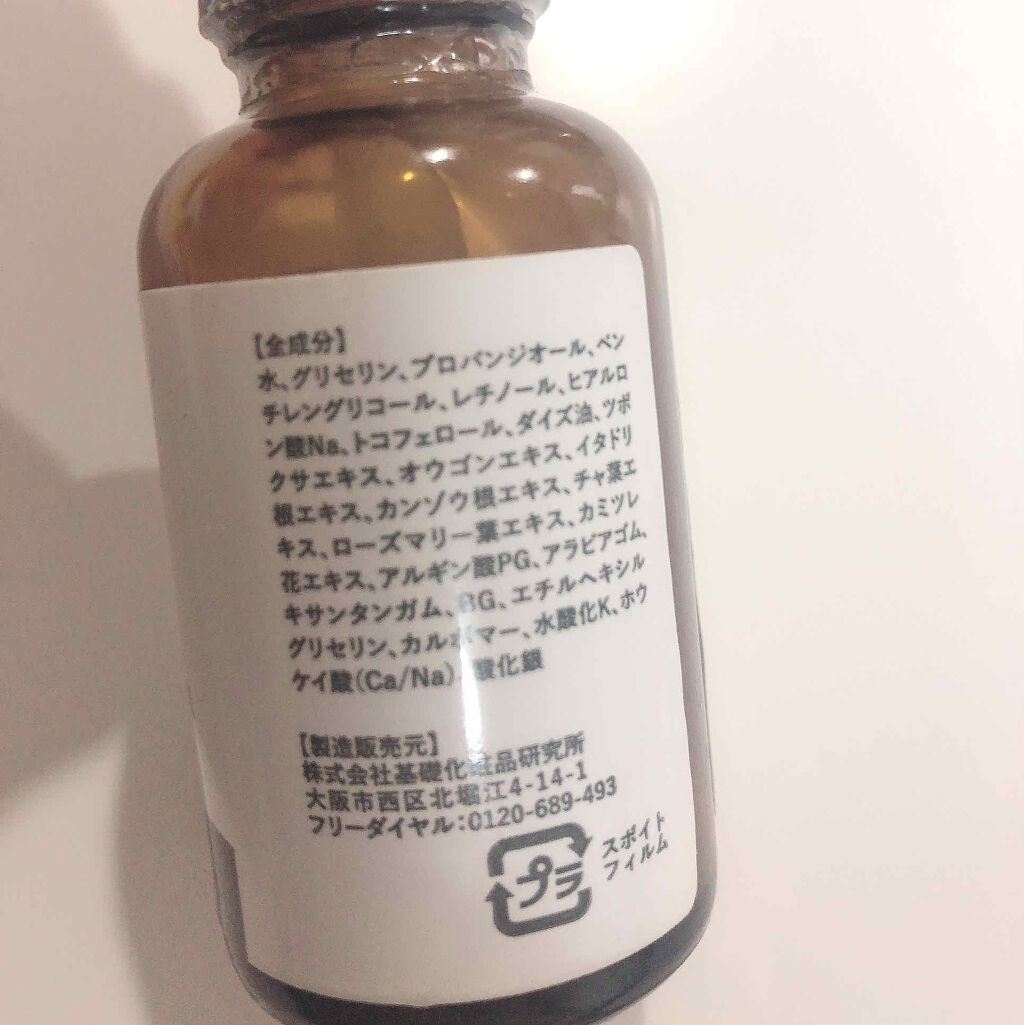 【全成分】
水、グリセリン、プロパンジオール、ペン
チレングリコール、レチノール、ヒアルロ
ン酸Na、トコフェロール、ダイズ油、ツボ
クサエキス、オウゴンエキス、イタドリ
根エキス、カンゾウ根エキス、チャ葉エ
キス、ローズマリー葉エキス、カミツレ
花エキス、アルギン酸PG、アラビアゴム、
キサンタンガム、BG、エチルヘキシル
グリセリン、カルボマー、水酸化K、ホウ
ケイ酸(Ca/Na)、酸化銀
【製造販売元】
株式会社基礎化粧品研究所
大阪市西区北堀江4-14-1
フリーダイヤル:0120-689-493
プラ
スポイト
フィルム